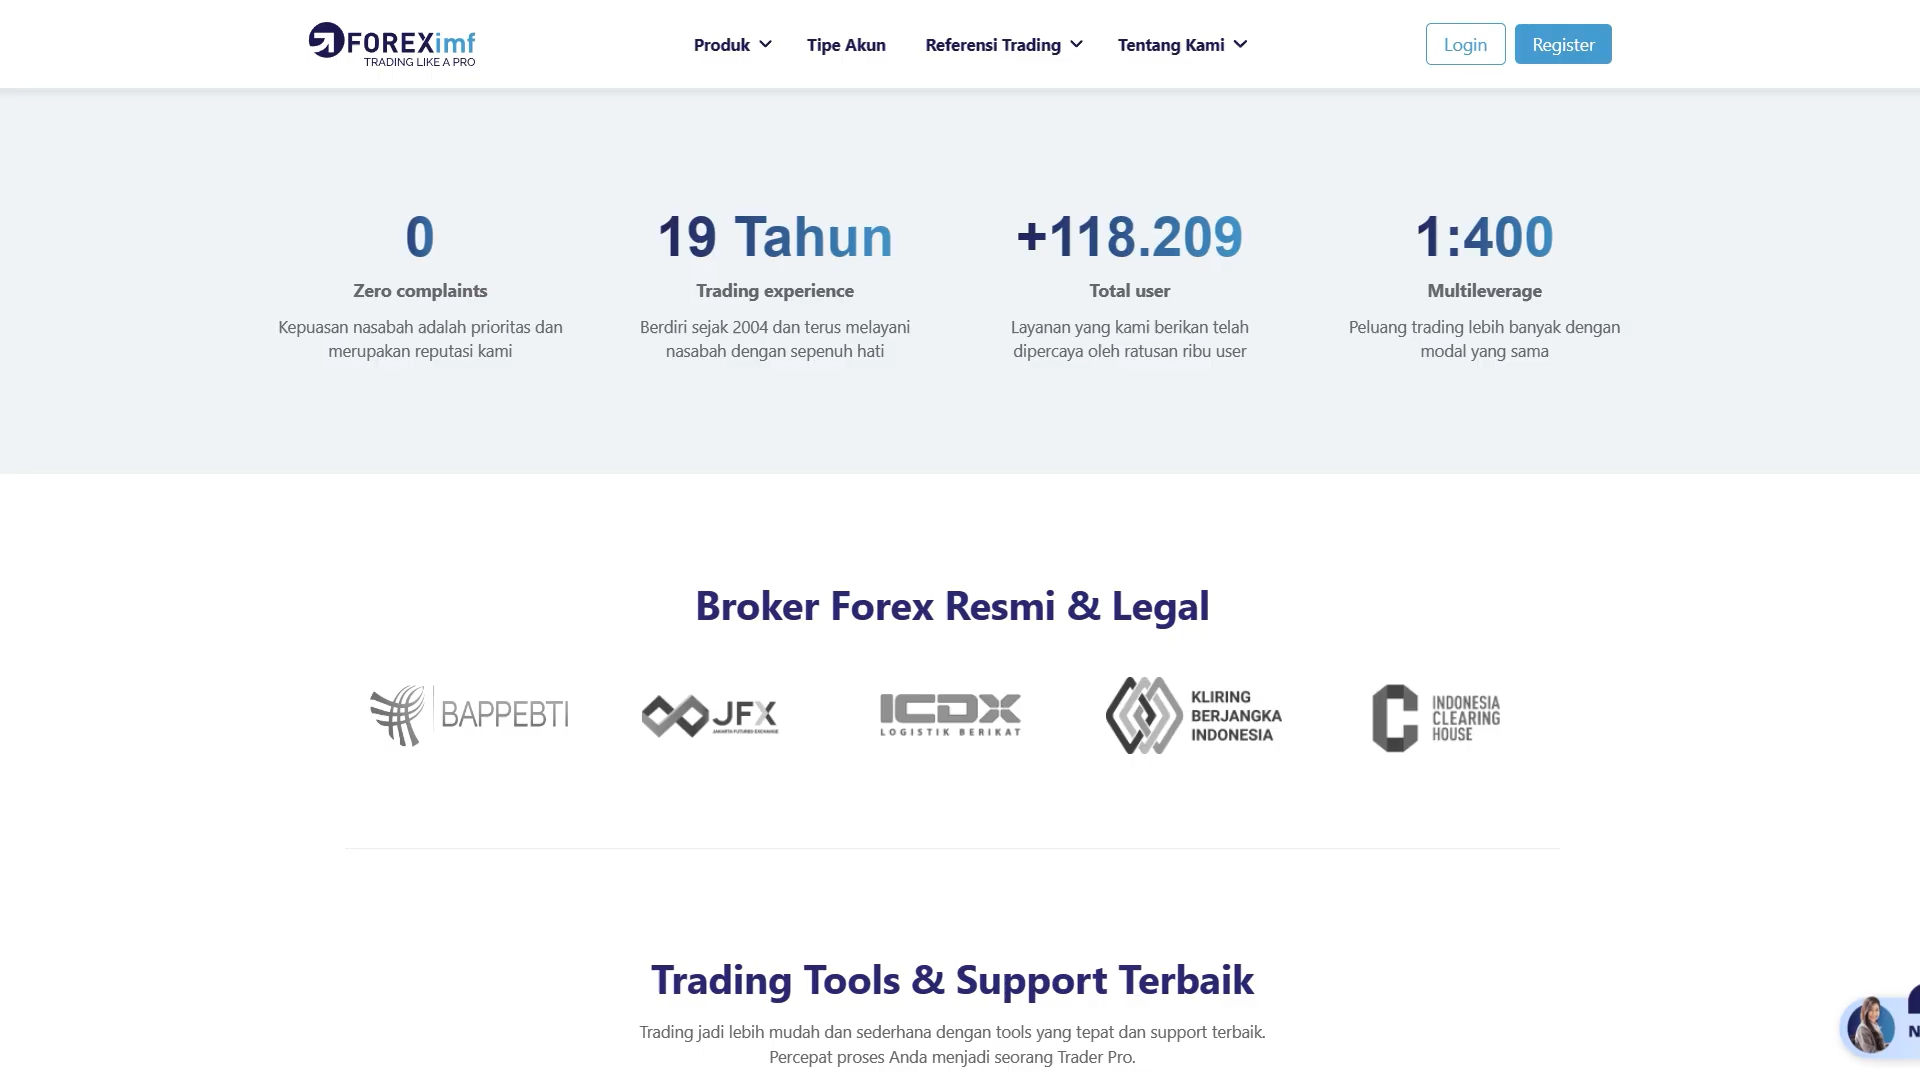 FOREXimf
TRADING LIKE A PRO
Produk
Tipe Akun
Referensi Trading
Tentang Kami
Login
Register
0
Zero complaints
Kepuasan nasabah adalah prioritas dan
merupakan reputasi kami
19 Tahun
Trading experience
Berdiri sejak 2004 dan terus melayani
nasabah dengan sepenuh hati
+118.209
Total user
Layanan yang kami berikan telah
dipercaya oleh ratusan ribu user
1:400
Multileverage
Peluang trading lebih banyak dengan
modal yang sama
Broker Forex Resmi & Legal
BAPPEBTI
JFX
JAKARTA FUTURES EXCHANGE
ICDX
LOGISTIK BERIKAT
KLIRING
BERJANGKA
INDONESIA
INDONESIA
CLEARING
HOUSE
Trading Tools & Support Terbaik
Trading jadi lebih mudah dan sederhana dengan tools yang tepat dan support terbaik.
Percepat proses Anda menjadi seorang Trader Pro.